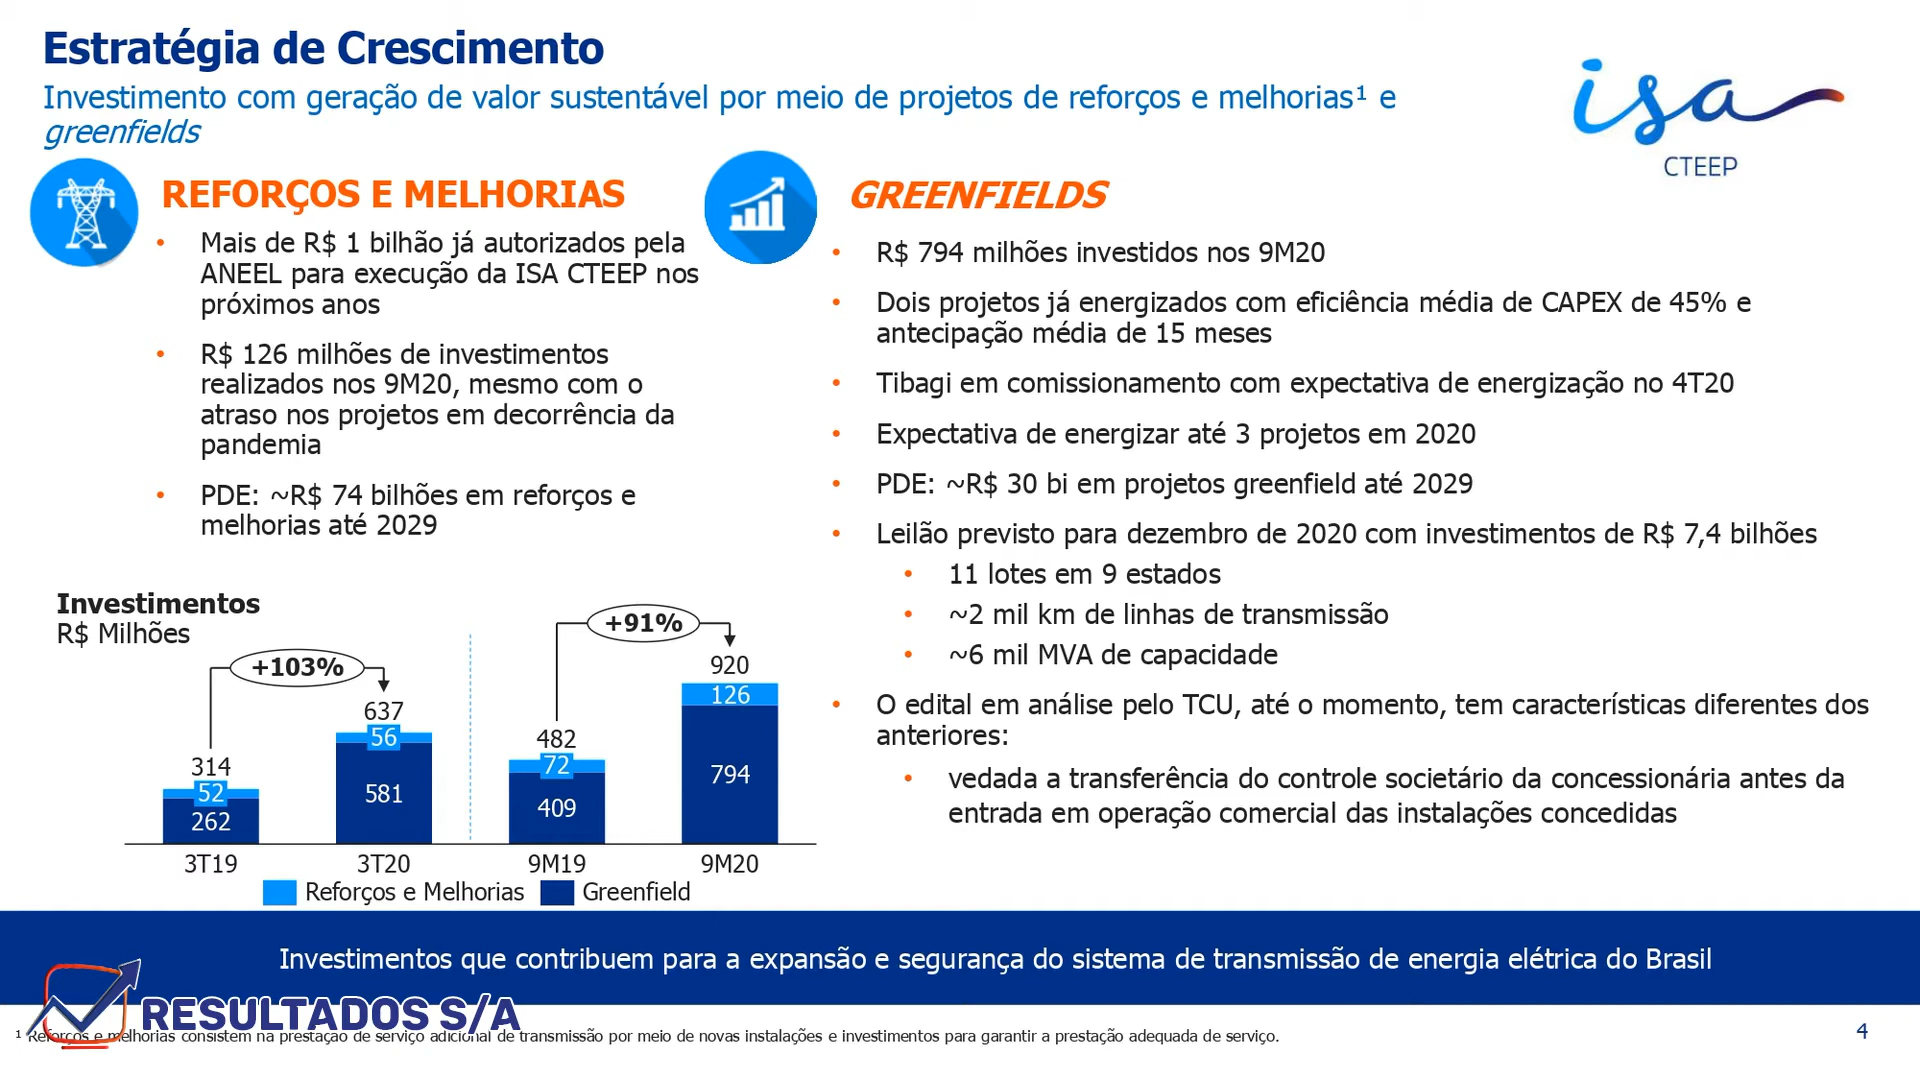 Estratégia de Crescimento
Investimento com geração de valor sustentável por meio de projetos de reforços e melhorias¹ e
greenfields
isa
CTEEP
REFORÇOS E MELHORIAS
• Mais de R$ 1 bilhão já autorizados pela
ANEEL para execução da ISA CTEEP nos
próximos anos
• R$ 126 milhões de investimentos
realizados nos 9M20, mesmo com o
atraso nos projetos em decorrência da
pandemia
• PDE: ~R$ 74 bilhões em reforços e
melhorias até 2029
Investimentos
R$ Milhões
+103%
+91%
314
52
262
637
56
581
482
72
409
920
126
794
3T19 3T20 9M19 9M20
Reforços e Melhorias Greenfield
GREENFIELDS
• R$ 794 milhões investidos nos 9M20
• Dois projetos já energizados com eficiência média de CAPEX de 45% e
antecipação média de 15 meses
• Tibagi em comissionamento com expectativa de energização no 4T20
• Expectativa de energizar até 3 projetos em 2020
• PDE: ~R$ 30 bi em projetos greenfield até 2029
• Leilão previsto para dezembro de 2020 com investimentos de R$ 7,4 bilhões
• 11 lotes em 9 estados
• ~2 mil km de linhas de transmissão
• ~6 mil MVA de capacidade
• O edital em análise pelo TCU, até o momento, tem características diferentes dos
anteriores:
• vedada a transferência do controle societário da concessionária antes da
entrada em operação comercial das instalações concedidas
Investimentos que contribuem para a expansão e segurança do sistema de transmissão de energia elétrica do Brasil
RESULTADOS S/A
¹ Reforços e melhorias consistem na prestação de serviço adicional de transmissão por meio de novas instalações e investimentos para garantir a prestação adequada de serviço.
4